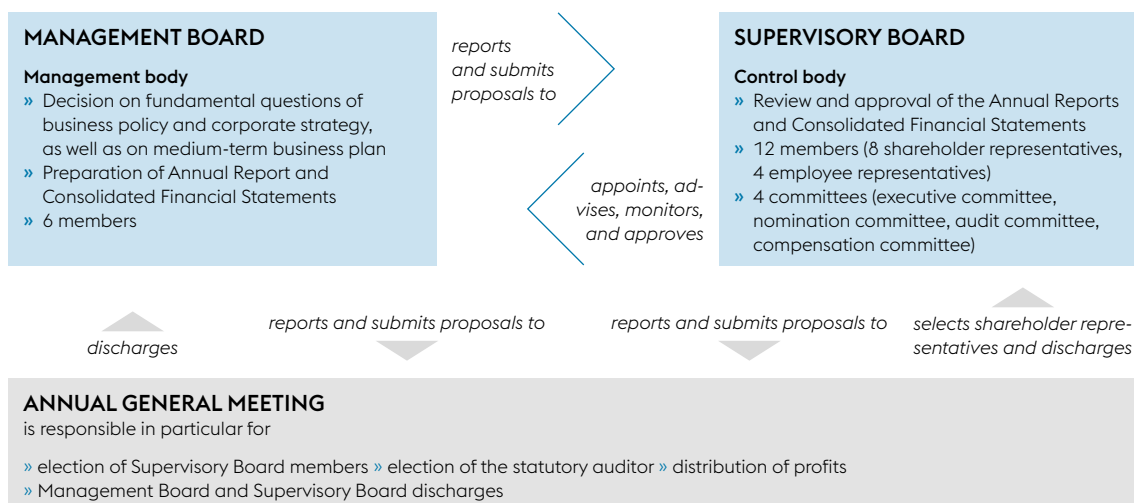 MANAGEMENT BOARD
Management body
» Decision on fundamental questions of
business policy and corporate strategy,
as well as on medium-term business plan
» Preparation of Annual Report and
Consolidated Financial Statements
» 6 members
reports
and submits
proposals to
appoints, ad-
vises, monitors,
and approves
SUPERVISORY BOARD
Control body
» Review and approval of the Annual Reports
and Consolidated Financial Statements
» 12 members (8 shareholder representatives,
4 employee representatives)
» 4 committees (executive committee,
nomination committee, audit committee,
compensation committee)
discharges
reports and submits proposals to
reports and submits proposals to
selects shareholder repre-
sentatives and discharges
ANNUAL GENERAL MEETING
is responsible in particular for
» election of Supervisory Board members » election of the statutory auditor » distribution of profits
» Management Board and Supervisory Board discharges